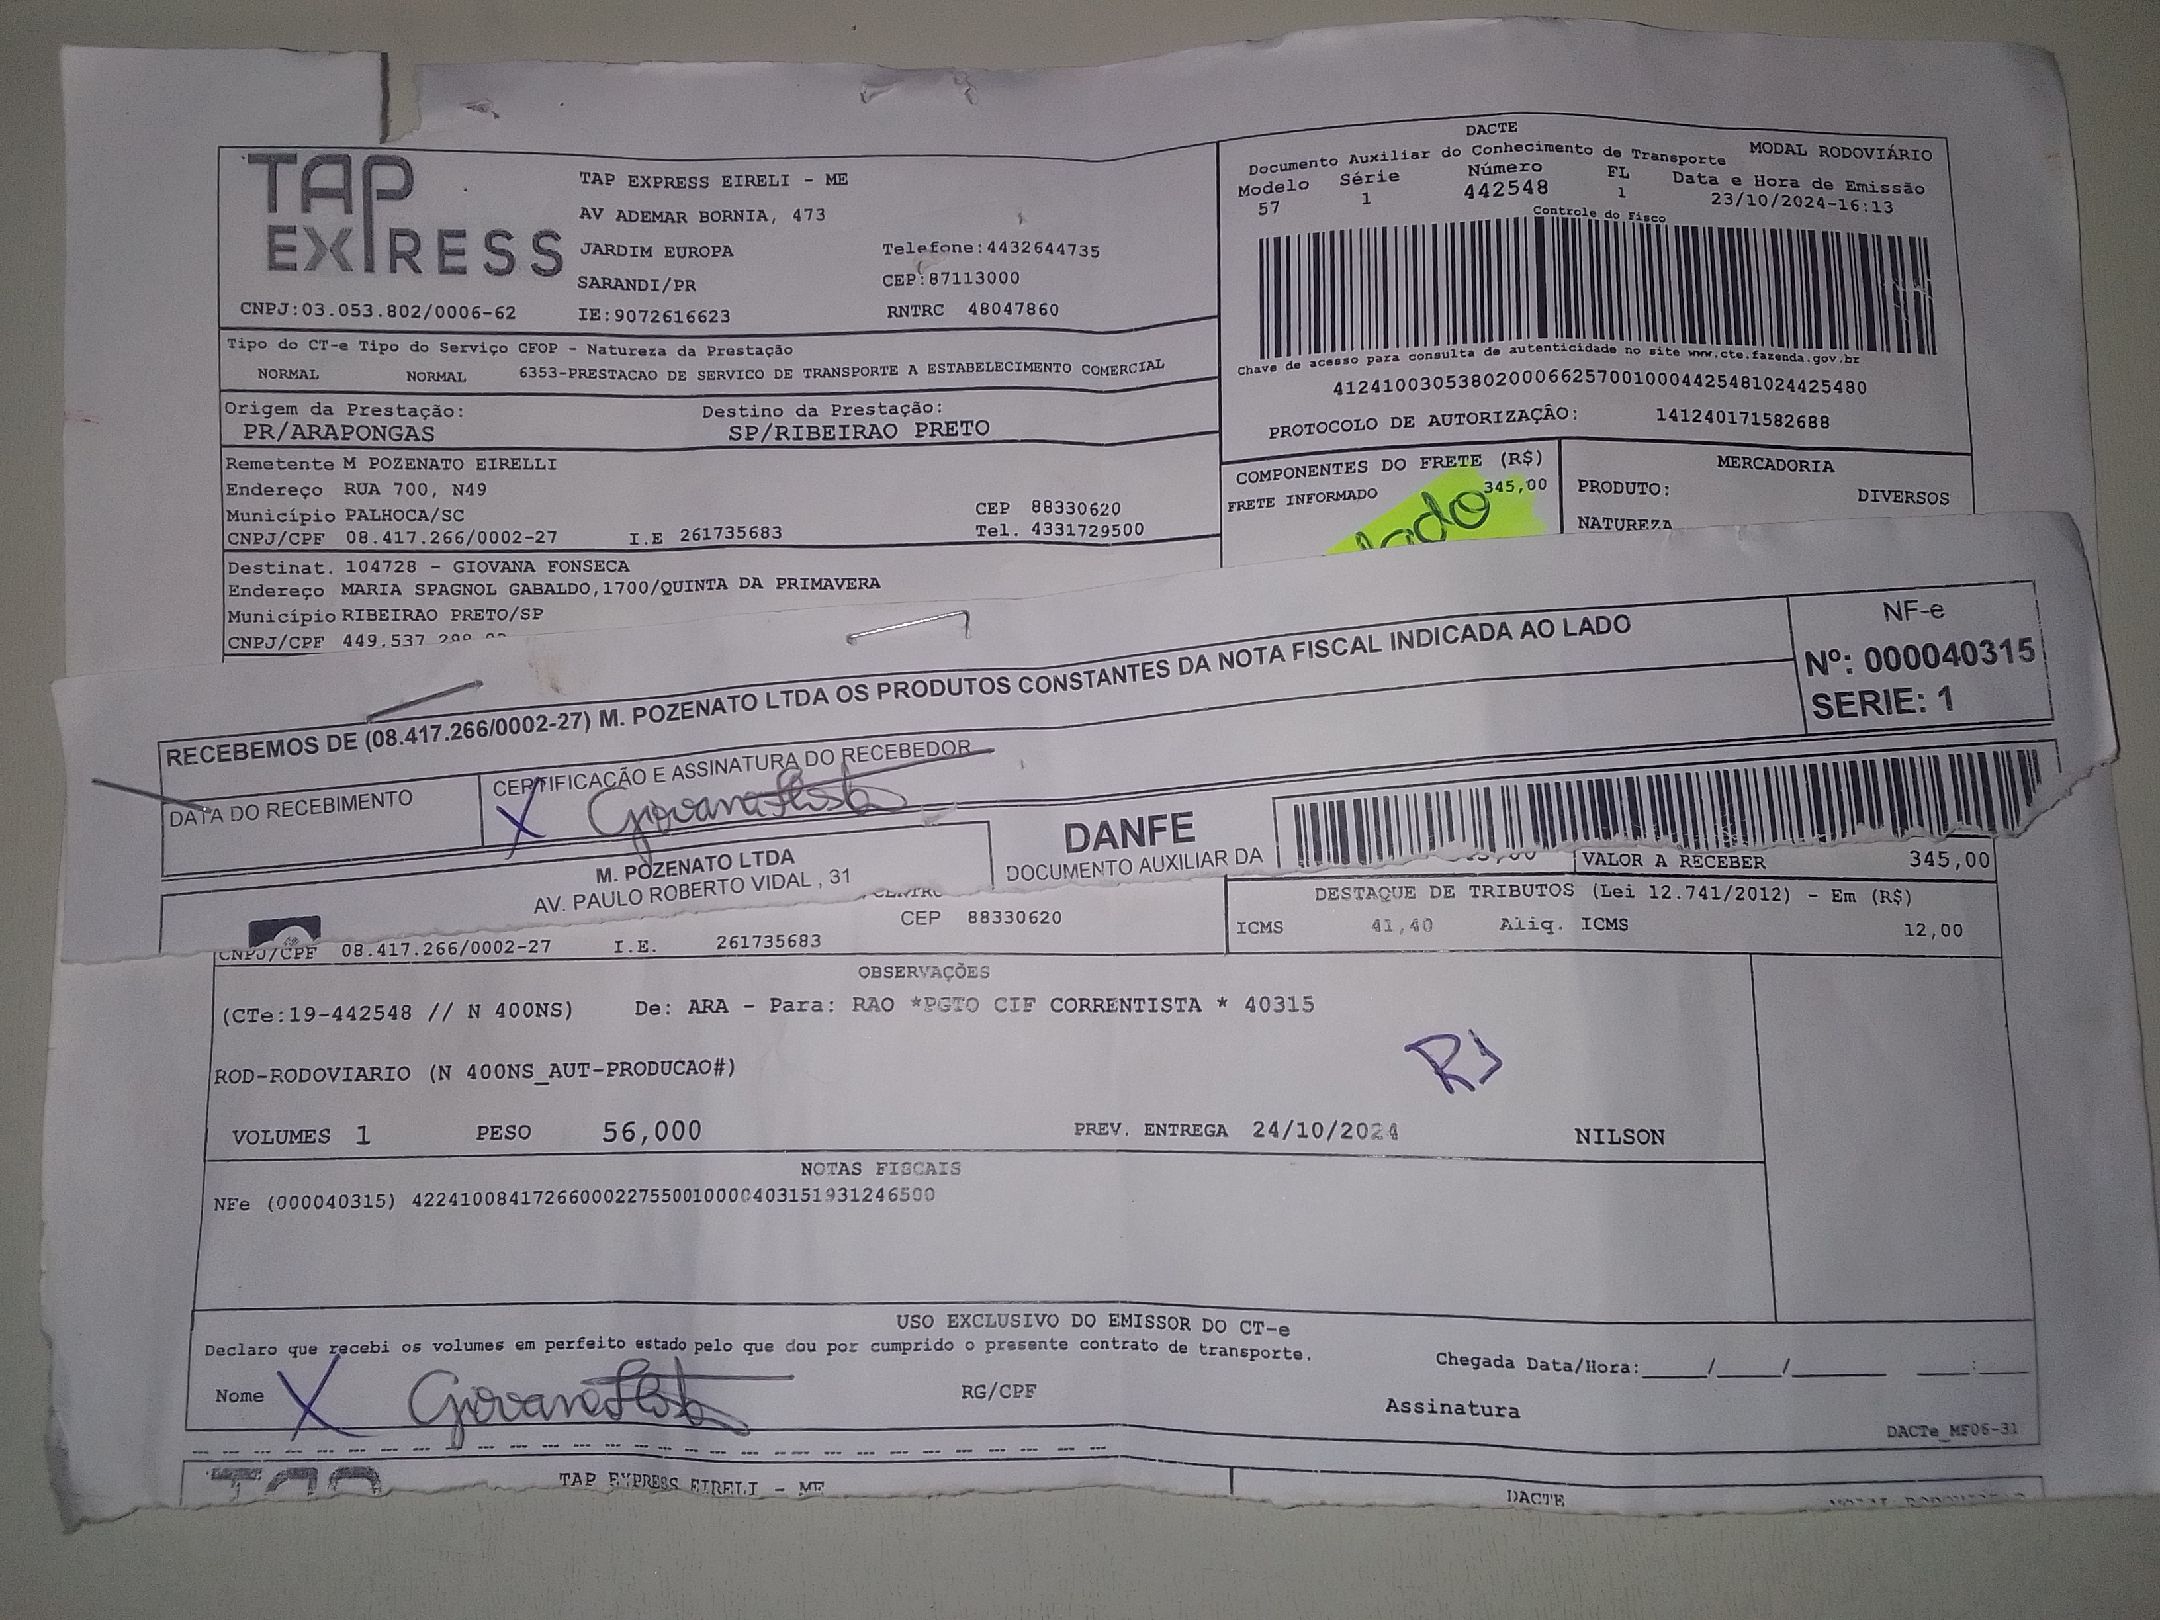 TAP EXPRESS
TAP EXPRESS EIRELI - ME
AV ADEMAR BORNIA, 473
JARDIM EUROPA Telefone:4432644735
SARANDI/PR CEP:87113000
CNPJ:03.053.802/0006-62 IE:9072616623 RNTRC 48047860
DACTE
Documento Auxiliar do Conhecimento de Transporte MODAL RODOVIÁRIO
Modelo Série Número FL Data e Hora de Emissão
57 1 442548 1 23/10/2024-16:13
Controle do Fisco
Chave de acesso para consulta de autenticidade no site www.cte.fazenda.gov.br
41241003053802000662570010004425481024425480
PROTOCOLO DE AUTORIZAÇÃO: 141240171582688
Tipo do CT-e Tipo do Serviço CFOP - Natureza da Prestação
NORMAL NORMAL 6353-PRESTACAO DE SERVICO DE TRANSPORTE A ESTABELECIMENTO COMERCIAL
Origem da Prestação: Destino da Prestação:
PR/ARAPONGAS SP/RIBEIRAO PRETO
Remetente M POZENATO EIRELLI
Endereço RUA 700, N49
Município PALHOCA/SC CEP 88330620
CNPJ/CPF 08.417.266/0002-27 I.E 261735683 Tel. 4331729500
COMPONENTES DO FRETE (R$)
FRETE INFORMADO 345,00
MERCADORIA
PRODUTO: DIVERSOS
NATUREZA
Destinat. 104728 - GIOVANA FONSECA
Endereço MARIA SPAGNOL GABALDO,1700/QUINTA DA PRIMAVERA
Município RIBEIRAO PRETO/SP
CNPJ/CPF 449.537
RECEBEMOS DE (08.417.266/0002-27) M. POZENATO LTDA OS PRODUTOS CONSTANTES DA NOTA FISCAL INDICADA AO LADO
NF-e
Nº: 000040315
SERIE: 1
DATA DO RECEBIMENTO CERTIFICAÇÃO E ASSINATURA DO RECEBEDOR
X Giovana
M. POZENATO LTDA
AV. PAULO ROBERTO VIDAL , 31
DANFE
DOCUMENTO AUXILIAR DA
VALOR A RECEBER 345,00
CEP 88330620
CNPJ/CPF 08.417.266/0002-27 I.E. 261735683
DESTAQUE DE TRIBUTOS (Lei 12.741/2012) - Em (R$)
ICMS 41,40 Aliq. ICMS 12,00
OBSERVAÇÕES
(CTe:19-442548 // N 400NS) De: ARA - Para: RAO *PGTO CIF CORRENTISTA * 40315
ROD-RODOVIARIO (N 400NS_AUT-PRODUCAO#)
VOLUMES 1 PESO 56,000 PREV. ENTREGA 24/10/2024 NILSON
NOTAS FISCAIS
NFe (000040315) 42241008417266000227550010000403151931246500
USO EXCLUSIVO DO EMISSOR DO CT-e
Declaro que recebi os volumes em perfeito estado pelo que dou por cumprido o presente contrato de transporte.
Chegada Data/Hora:____/____/______ ___:___
Nome X Giovana RG/CPF Assinatura
DACTe_MF06-31
TAP EXPRESS EIRELI - ME DACTE